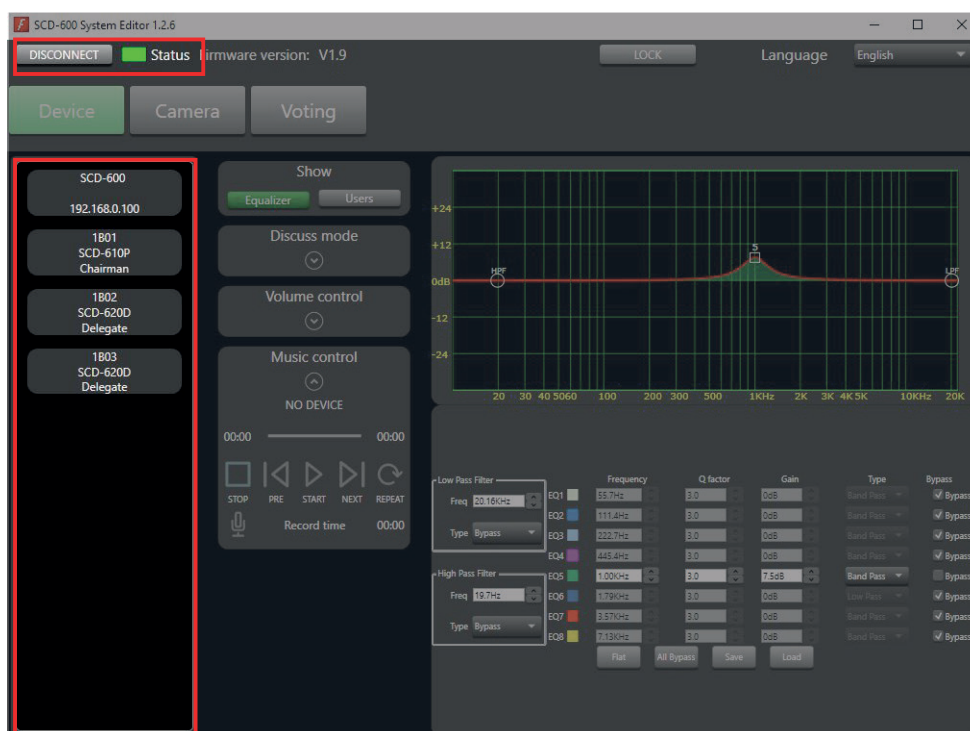 SCD-600 System Editor 1.2.6
DISCONNECT Status Firmware version: V1.9 LOCK Language English
Device Camera Voting
SCD-600
192.168.0.100
1B01
SCD-610P
Chairman
1B02
SCD-620D
Delegate
1B03
SCD-620D
Delegate
Show
Equalizer Users
Discuss mode
Volume control
Music control
NO DEVICE
00:00 00:00
STOP PRE START NEXT REPEAT
Record time 00:00
+24
+12
0dB
-12
-24
HPF
5
LPF
20 30 40 50 60 100 200 300 500 1KHz 2K 3K 4K 5K 10KHz 20K
Low Pass Filter
Freq 20.16KHz
Type Bypass
High Pass Filter
Freq 19.7Hz
Type Bypass
Frequency Q factor Gain Type Bypass
EQ1 55.7Hz 3.0 0dB Band Pass Bypass
EQ2 111.4Hz 3.0 0dB Band Pass Bypass
EQ3 222.7Hz 3.0 0dB Band Pass Bypass
EQ4 445.4Hz 3.0 0dB Band Pass Bypass
EQ5 1.00KHz 3.0 7.5dB Band Pass Bypass
EQ6 1.79KHz 3.0 0dB Low Pass Bypass
EQ7 3.57KHz 3.0 0dB Band Pass Bypass
EQ8 7.13KHz 3.0 0dB Band Pass Bypass
Flat All Bypass Save Load